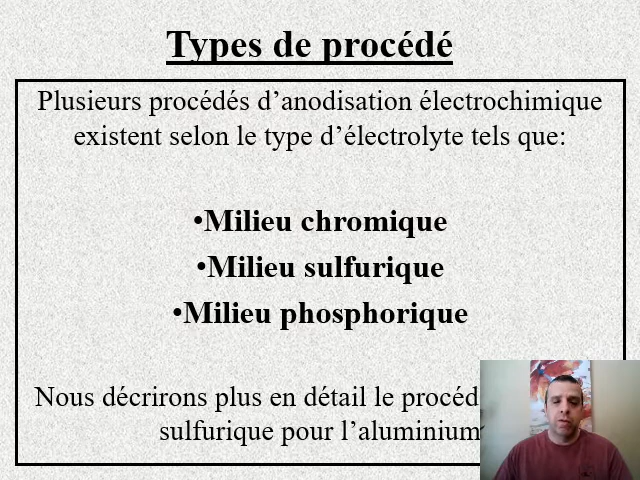 Types de procédé
Plusieurs procédés d’anodisation électrochimique
existent selon le type d’électrolyte tels que:
•Milieu chromique
•Milieu sulfurique
•Milieu phosphorique
Nous décrirons plus en détail le
sulfurique pour l’aluminium